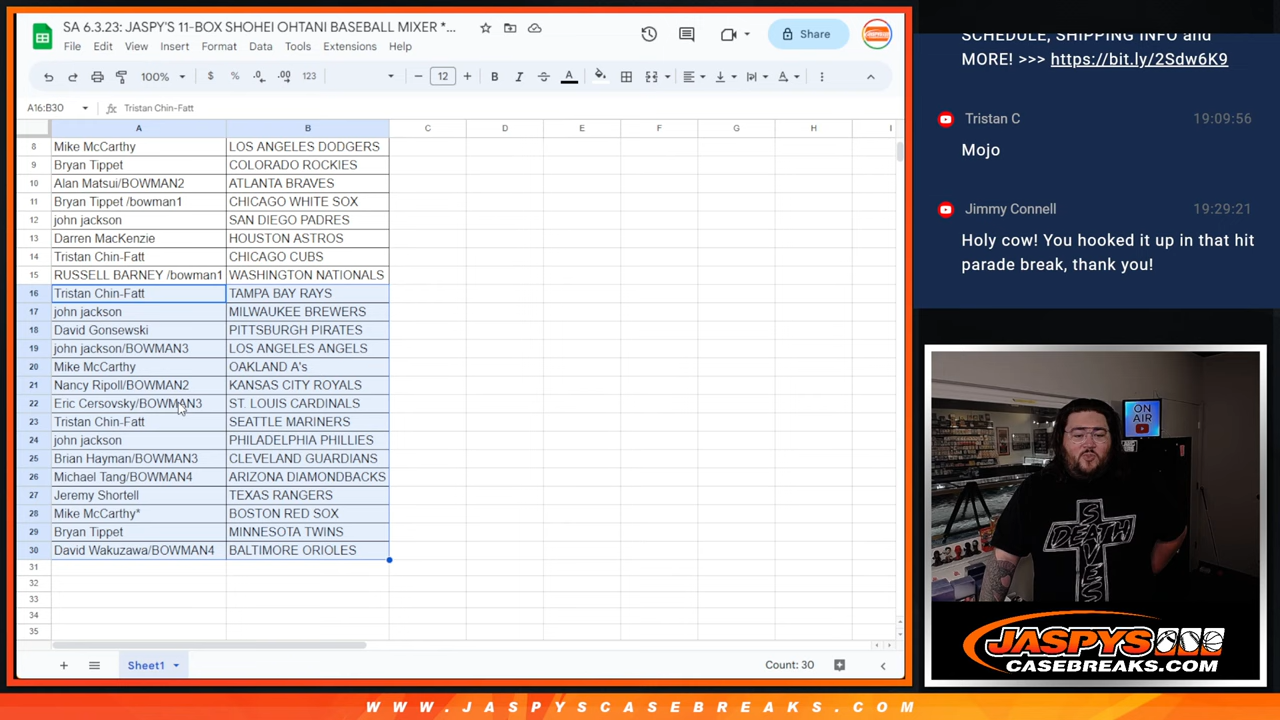 SA 6.3.23: JASPY'S 11-BOX SHOHEI OHTANI BASEBALL MIXER *...
File Edit View Insert Format Data Tools Extensions Help
Share
100% $ % .0 .00 123 12 B I A
A16:B30 fx Tristan Chin-Fatt
A B C D E F G H I
8 Mike McCarthy LOS ANGELES DODGERS
9 Bryan Tippet COLORADO ROCKIES
10 Alan Matsui/BOWMAN2 ATLANTA BRAVES
11 Bryan Tippet /bowman1 CHICAGO WHITE SOX
12 john jackson SAN DIEGO PADRES
13 Darren MacKenzie HOUSTON ASTROS
14 Tristan Chin-Fatt CHICAGO CUBS
15 RUSSELL BARNEY /bowman1 WASHINGTON NATIONALS
16 Tristan Chin-Fatt TAMPA BAY RAYS
17 john jackson MILWAUKEE BREWERS
18 David Gonsewski PITTSBURGH PIRATES
19 john jackson/BOWMAN3 LOS ANGELES ANGELS
20 Mike McCarthy OAKLAND A's
21 Nancy Ripoll/BOWMAN2 KANSAS CITY ROYALS
22 Eric Cersovsky/BOWMAN3 ST. LOUIS CARDINALS
23 Tristan Chin-Fatt SEATTLE MARINERS
24 john jackson PHILADELPHIA PHILLIES
25 Brian Hayman/BOWMAN3 CLEVELAND GUARDIANS
26 Michael Tang/BOWMAN4 ARIZONA DIAMONDBACKS
27 Jeremy Shortell TEXAS RANGERS
28 Mike McCarthy* BOSTON RED SOX
29 Bryan Tippet MINNESOTA TWINS
30 David Wakuzawa/BOWMAN4 BALTIMORE ORIOLES
31
32
33
34
35
Sheet1
Count: 30
SCHEDULE, SHIPPING INFO and
MORE! >>> https://bit.ly/2Sdw6K9
Tristan C 19:09:56
Mojo
Jimmy Connell 19:29:21
Holy cow! You hooked it up in that hit
parade break, thank you!
ON
AIR
DEATH
SAVES
JASPYS
CASEBREAKS.COM
WWW.JASPYSCASEBREAKS.COM